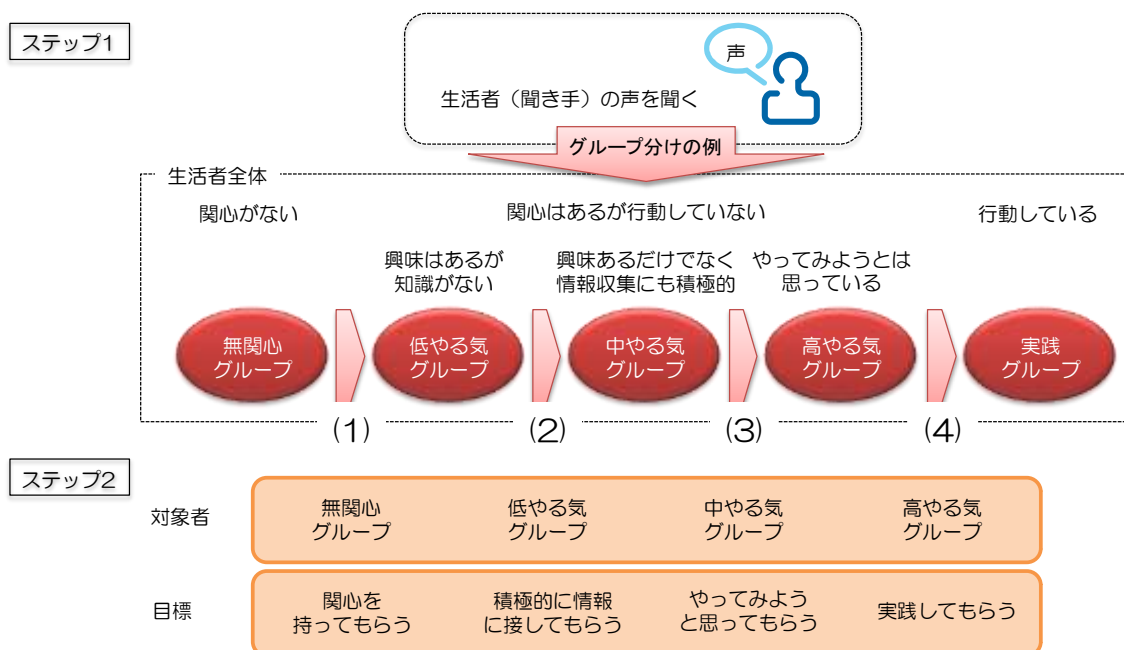 ステップ1
声
生活者（聞き手）の声を聞く
グループ分けの例
生活者全体
関心がない
関心はあるが行動していない
行動している
興味はあるが
知識がない
興味あるだけでなく
情報収集にも積極的
やってみようとは
思っている
無関心
グループ
低やる気
グループ
中やる気
グループ
高やる気
グループ
実践
グループ
(1)
(2)
(3)
(4)
ステップ2
対象者
無関心
グループ
低やる気
グループ
中やる気
グループ
高やる気
グループ
目標
関心を
持ってもらう
積極的に情報
に接してもらう
やってみよう
と思ってもらう
実践してもらう